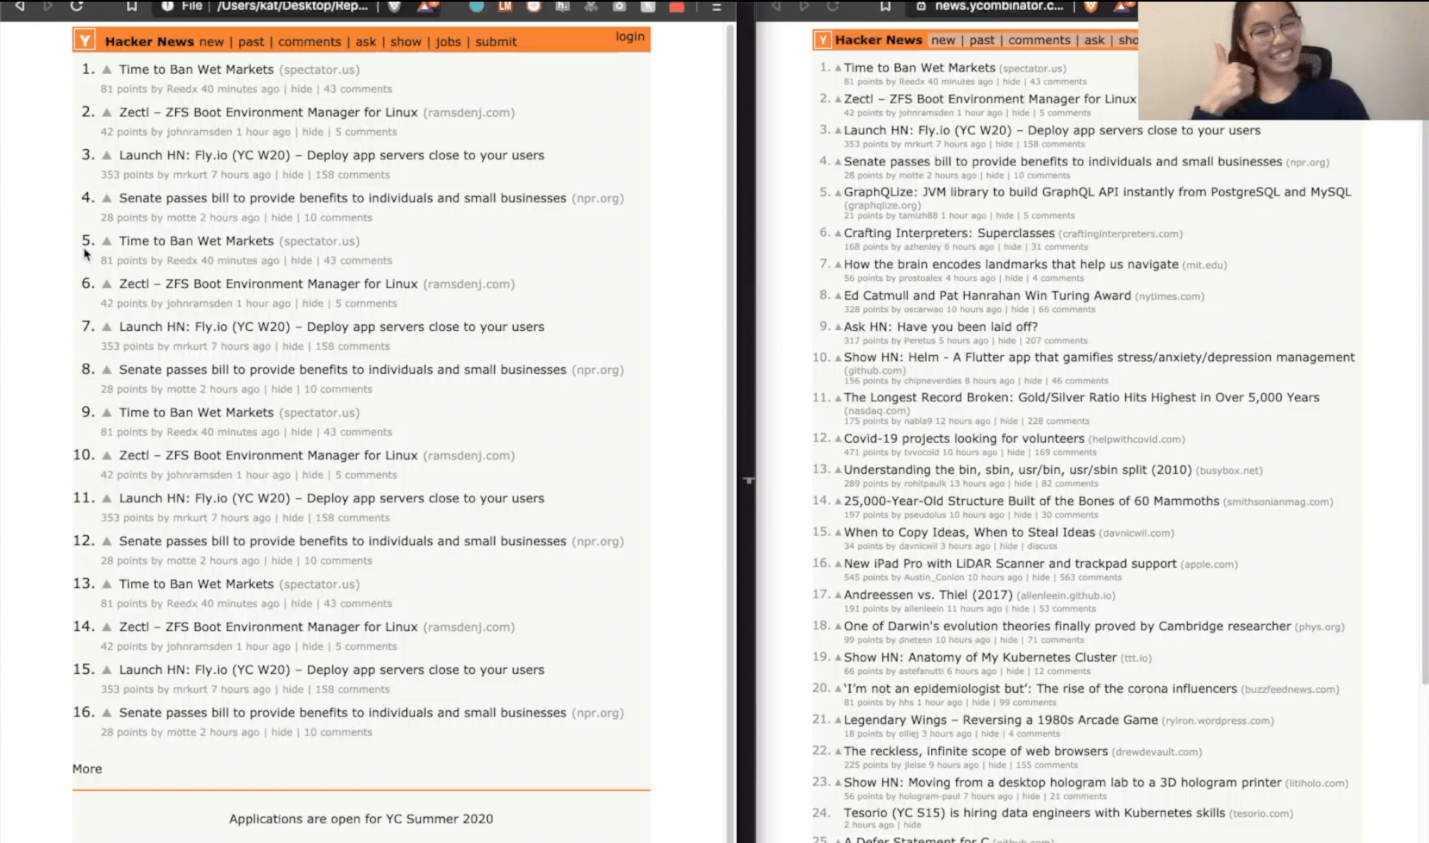 File | /Users/kat/Desktop/Rep...
Y Hacker News new | past | comments | ask | show | jobs | submit login
1. Time to Ban Wet Markets (spectator.us)
81 points by Reedx 40 minutes ago | hide | 43 comments
2. Zectl – ZFS Boot Environment Manager for Linux (ramsdenj.com)
42 points by johnramsden 1 hour ago | hide | 5 comments
3. Launch HN: Fly.io (YC W20) – Deploy app servers close to your users
353 points by mrkurt 7 hours ago | hide | 158 comments
4. Senate passes bill to provide benefits to individuals and small businesses (npr.org)
28 points by motte 2 hours ago | hide | 10 comments
5. Time to Ban Wet Markets (spectator.us)
81 points by Reedx 40 minutes ago | hide | 43 comments
6. Zectl – ZFS Boot Environment Manager for Linux (ramsdenj.com)
42 points by johnramsden 1 hour ago | hide | 5 comments
7. Launch HN: Fly.io (YC W20) – Deploy app servers close to your users
353 points by mrkurt 7 hours ago | hide | 158 comments
8. Senate passes bill to provide benefits to individuals and small businesses (npr.org)
28 points by motte 2 hours ago | hide | 10 comments
9. Time to Ban Wet Markets (spectator.us)
81 points by Reedx 40 minutes ago | hide | 43 comments
10. Zectl – ZFS Boot Environment Manager for Linux (ramsdenj.com)
42 points by johnramsden 1 hour ago | hide | 5 comments
11. Launch HN: Fly.io (YC W20) – Deploy app servers close to your users
353 points by mrkurt 7 hours ago | hide | 158 comments
12. Senate passes bill to provide benefits to individuals and small businesses (npr.org)
28 points by motte 2 hours ago | hide | 10 comments
13. Time to Ban Wet Markets (spectator.us)
81 points by Reedx 40 minutes ago | hide | 43 comments
14. Zectl – ZFS Boot Environment Manager for Linux (ramsdenj.com)
42 points by johnramsden 1 hour ago | hide | 5 comments
15. Launch HN: Fly.io (YC W20) – Deploy app servers close to your users
353 points by mrkurt 7 hours ago | hide | 158 comments
16. Senate passes bill to provide benefits to individuals and small businesses (npr.org)
28 points by motte 2 hours ago | hide | 10 comments
More
Applications are open for YC Summer 2020
news.ycombinator.c...
Y Hacker News new | past | comments | ask | sho
1. Time to Ban Wet Markets (spectator.us)
81 points by Reedx 40 minutes ago | hide | 43 comments
2. Zectl – ZFS Boot Environment Manager for Linux
42 points by johnramsden 1 hour ago | hide | 5 comments
3. Launch HN: Fly.io (YC W20) – Deploy app servers close to your users
353 points by mrkurt 7 hours ago | hide | 158 comments
4. Senate passes bill to provide benefits to individuals and small businesses (npr.org)
28 points by motte 2 hours ago | hide | 10 comments
5. GraphQLize: JVM library to build GraphQL API instantly from PostgreSQL and MySQL
(graphqlize.org)
21 points by tamizh88 1 hour ago | hide | 5 comments
6. Crafting Interpreters: Superclasses (craftinginterpreters.com)
168 points by azhenley 6 hours ago | hide | 31 comments
7. How the brain encodes landmarks that help us navigate (mit.edu)
56 points by prostoalex 4 hours ago | hide | 4 comments
8. Ed Catmull and Pat Hanrahan Win Turing Award (nytimes.com)
328 points by oscarwao 10 hours ago | hide | 66 comments
9. Ask HN: Have you been laid off?
317 points by Peretus 5 hours ago | hide | 207 comments
10. Show HN: Helm - A Flutter app that gamifies stress/anxiety/depression management
(github.com)
156 points by chipneverdies 8 hours ago | hide | 46 comments
11. The Longest Record Broken: Gold/Silver Ratio Hits Highest in Over 5,000 Years
(nasdaq.com)
175 points by nabla9 12 hours ago | hide | 228 comments
12. Covid-19 projects looking for volunteers (helpwithcovid.com)
471 points by tvvocold 10 hours ago | hide | 169 comments
13. Understanding the bin, sbin, usr/bin, usr/sbin split (2010) (busybox.net)
289 points by rohitpaulk 13 hours ago | hide | 82 comments
14. 25,000-Year-Old Structure Built of the Bones of 60 Mammoths (smithsonianmag.com)
197 points by pseudolus 10 hours ago | hide | 30 comments
15. When to Copy Ideas, When to Steal Ideas (davnicwil.com)
34 points by davnicwil 3 hours ago | hide | discuss
16. New iPad Pro with LiDAR Scanner and trackpad support (apple.com)
545 points by Austin_Conlon 10 hours ago | hide | 563 comments
17. Andreessen vs. Thiel (2017) (allenleein.github.io)
191 points by allenleein 11 hours ago | hide | 53 comments
18. One of Darwin's evolution theories finally proved by Cambridge researcher (phys.org)
99 points by dnetesn 10 hours ago | hide | 71 comments
19. Show HN: Anatomy of My Kubernetes Cluster (ttt.io)
66 points by astefanutti 6 hours ago | hide | 12 comments
20. ‘I’m not an epidemiologist but’: The rise of the corona influencers (buzzfeednews.com)
81 points by hhs 1 hour ago | hide | 99 comments
21. Legendary Wings – Reversing a 1980s Arcade Game (ryiron.wordpress.com)
18 points by olliej 3 hours ago | hide | 4 comments
22. The reckless, infinite scope of web browsers (drewdevault.com)
225 points by jleise 9 hours ago | hide | 155 comments
23. Show HN: Moving from a desktop hologram lab to a 3D hologram printer (litiholo.com)
56 points by hologram-paul 7 hours ago | hide | 21 comments
24. Tesorio (YC S15) is hiring data engineers with Kubernetes skills (tesorio.com)
2 hours ago | hide
25. A Defer Statement for C (github.com)